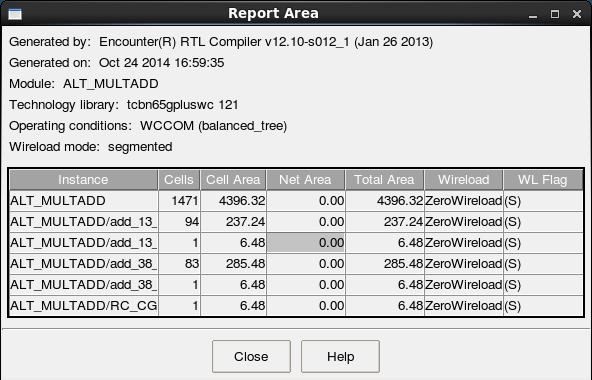 Report Area
Generated by: Encounter(R) RTL Compiler v12.10-s012_1 (Jan 26 2013)
Generated on: Oct 24 2014 16:59:35
Module: ALT_MULTADD
Technology library: tcbn65gpluswc 121
Operating conditions: WCCOM (balanced_tree)
Wireload mode: segmented
Instance Cells Cell Area Net Area Total Area Wireload WL Flag
ALT_MULTADD 1471 4396.32 0.00 4396.32 ZeroWireload (S)
ALT_MULTADD/add_13_ 94 237.24 0.00 237.24 ZeroWireload (S)
ALT_MULTADD/add_13_ 1 6.48 0.00 6.48 ZeroWireload (S)
ALT_MULTADD/add_38_ 83 285.48 0.00 285.48 ZeroWireload (S)
ALT_MULTADD/add_38_ 1 6.48 0.00 6.48 ZeroWireload (S)
ALT_MULTADD/RC_CG 1 6.48 0.00 6.48 ZeroWireload (S)
Close Help